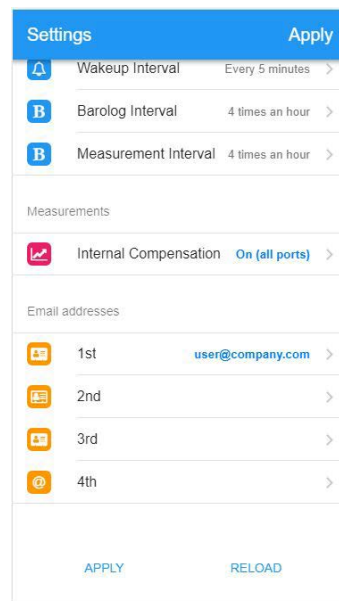 Settings Apply
Wakeup Interval Every 5 minutes
B Barolog Interval 4 times an hour
B Measurement Interval 4 times an hour
Measurements
Internal Compensation On (all ports)
Email addresses
1st user@company.com
2nd
3rd
@ 4th
APPLY RELOAD